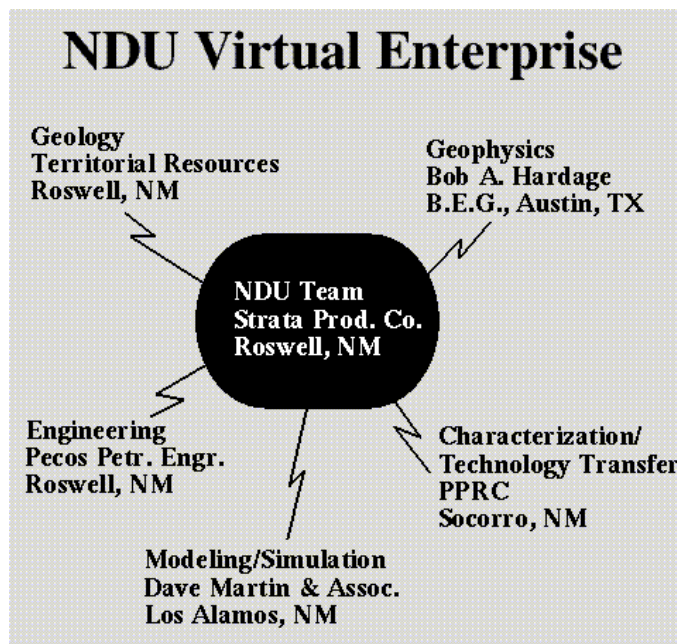 NDU Virtual Enterprise
Geology
Territorial Resources
Roswell, NM
Geophysics
Bob A. Hardage
B.E.G., Austin, TX
NDU Team
Strata Prod. Co.
Roswell, NM
Engineering
Pecos Petr. Engr.
Roswell, NM
Characterization/
Technology Transfer
PPRC
Socorro, NM
Modeling/Simulation
Dave Martin & Assoc.
Los Alamos, NM